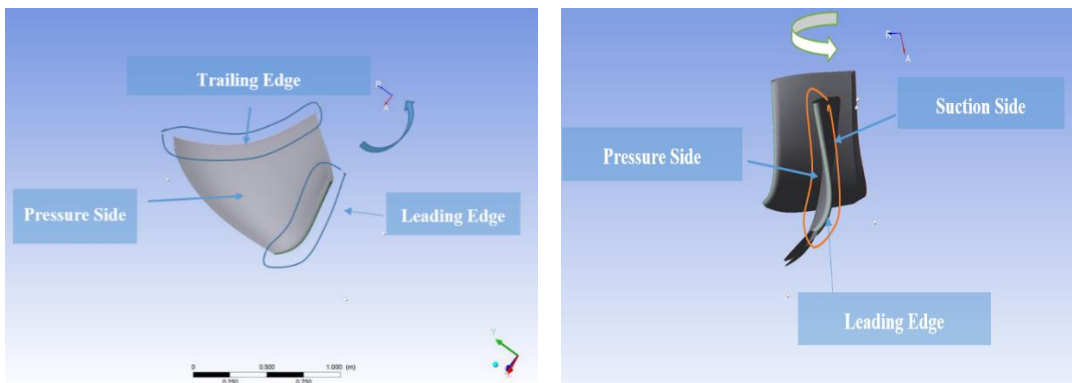 Trailing Edge
Pressure Side
Leading Edge
Y
0
0.500
1.000 (m)
0.250
0.750
R
A
Suction Side
Pressure Side
Leading Edge